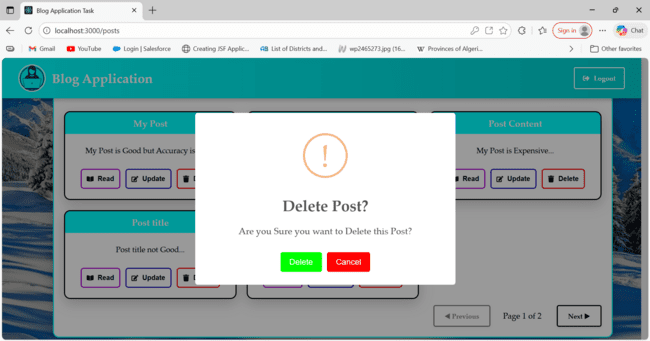 Blog Application Task
localhost:3000/posts
Sign in
Chat
Gmail
YouTube
Login | Salesforce
Creating JSF Applic...
List of Districts and...
wp2465273.jpg (16...
Provinces of Algeri...
Other favorites
Blog Application
Logout
My Post
Post Content
My Post is Good but Accuracy is
My Post is Expensive...
Read
Update
Update
Delete
Delete Post?
Are you Sure you want to Delete this Post?
Delete
Cancel
Post title
Post title not Good...
Read
Update
Previous
Page 1 of 2
Next